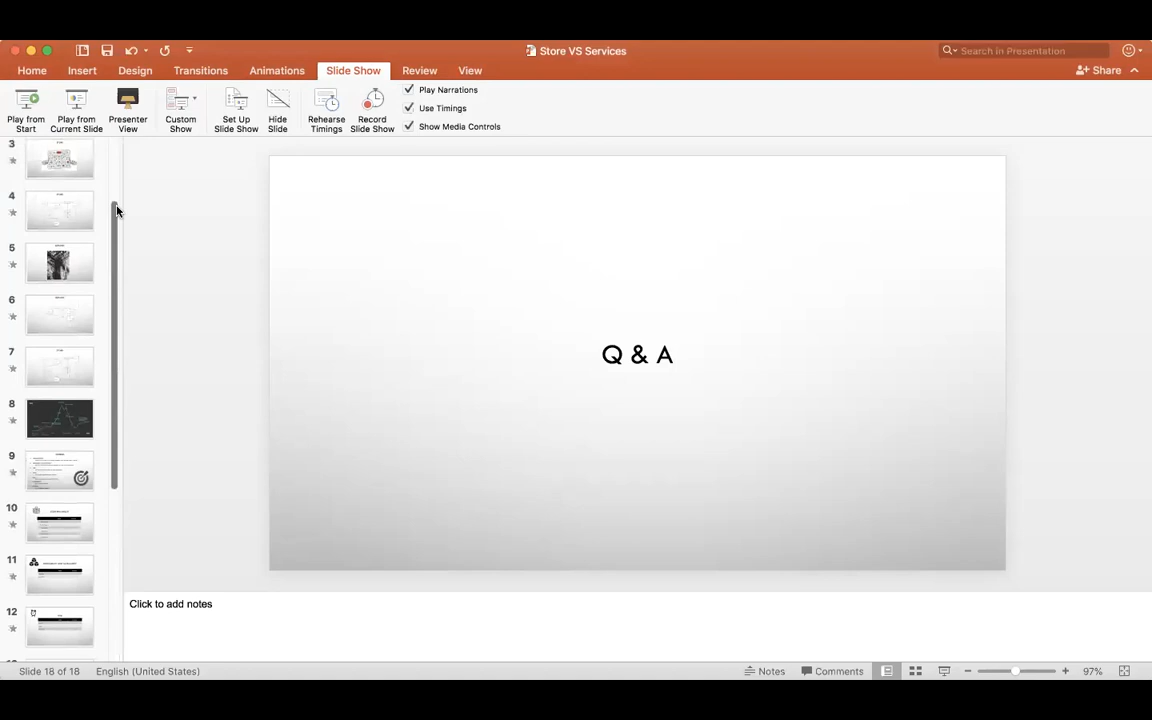 Store VS Services
Search in Presentation
Home Insert Design Transitions Animations Slide Show Review View
Share
Play from Start
Play from Current Slide
Presenter View
Custom Show
Set Up Slide Show
Hide Slide
Rehearse Timings
Record Slide Show
Play Narrations
Use Timings
Show Media Controls
3
4
5
6
7
8
9
10
11
12
Q & A
Click to add notes
Slide 18 of 18 English (United States)
Notes Comments 97%